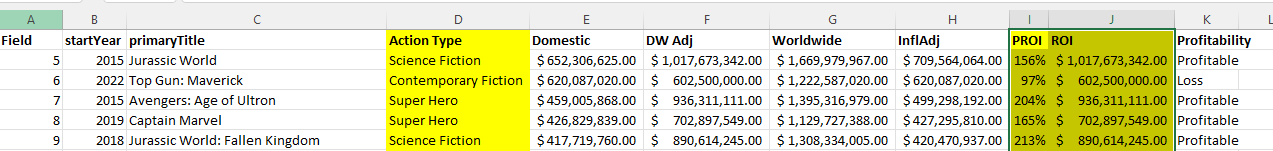 A B C D E F G H I J K L
Field startYear primaryTitle Action Type Domestic DW Adj Worldwide InflAdj PROI ROI Profitability
5 2015 Jurassic World Science Fiction $ 652,306,625.00 $ 1,017,673,342.00 $ 1,669,979,967.00 $ 709,564,064.00 156% $ 1,017,673,342.00 Profitable
6 2022 Top Gun: Maverick Contemporary Fiction $ 620,087,020.00 $ 602,500,000.00 $ 1,222,587,020.00 $ 620,087,020.00 97% $ 602,500,000.00 Loss
7 2015 Avengers: Age of Ultron Super Hero $ 459,005,868.00 $ 936,311,111.00 $ 1,395,316,979.00 $ 499,298,192.00 204% $ 936,311,111.00 Profitable
8 2019 Captain Marvel Super Hero $ 426,829,839.00 $ 702,897,549.00 $ 1,129,727,388.00 $ 427,295,810.00 165% $ 702,897,549.00 Profitable
9 2018 Jurassic World: Fallen Kingdom Science Fiction $ 417,719,760.00 $ 890,614,245.00 $ 1,308,334,005.00 $ 420,470,937.00 213% $ 890,614,245.00 Profitable